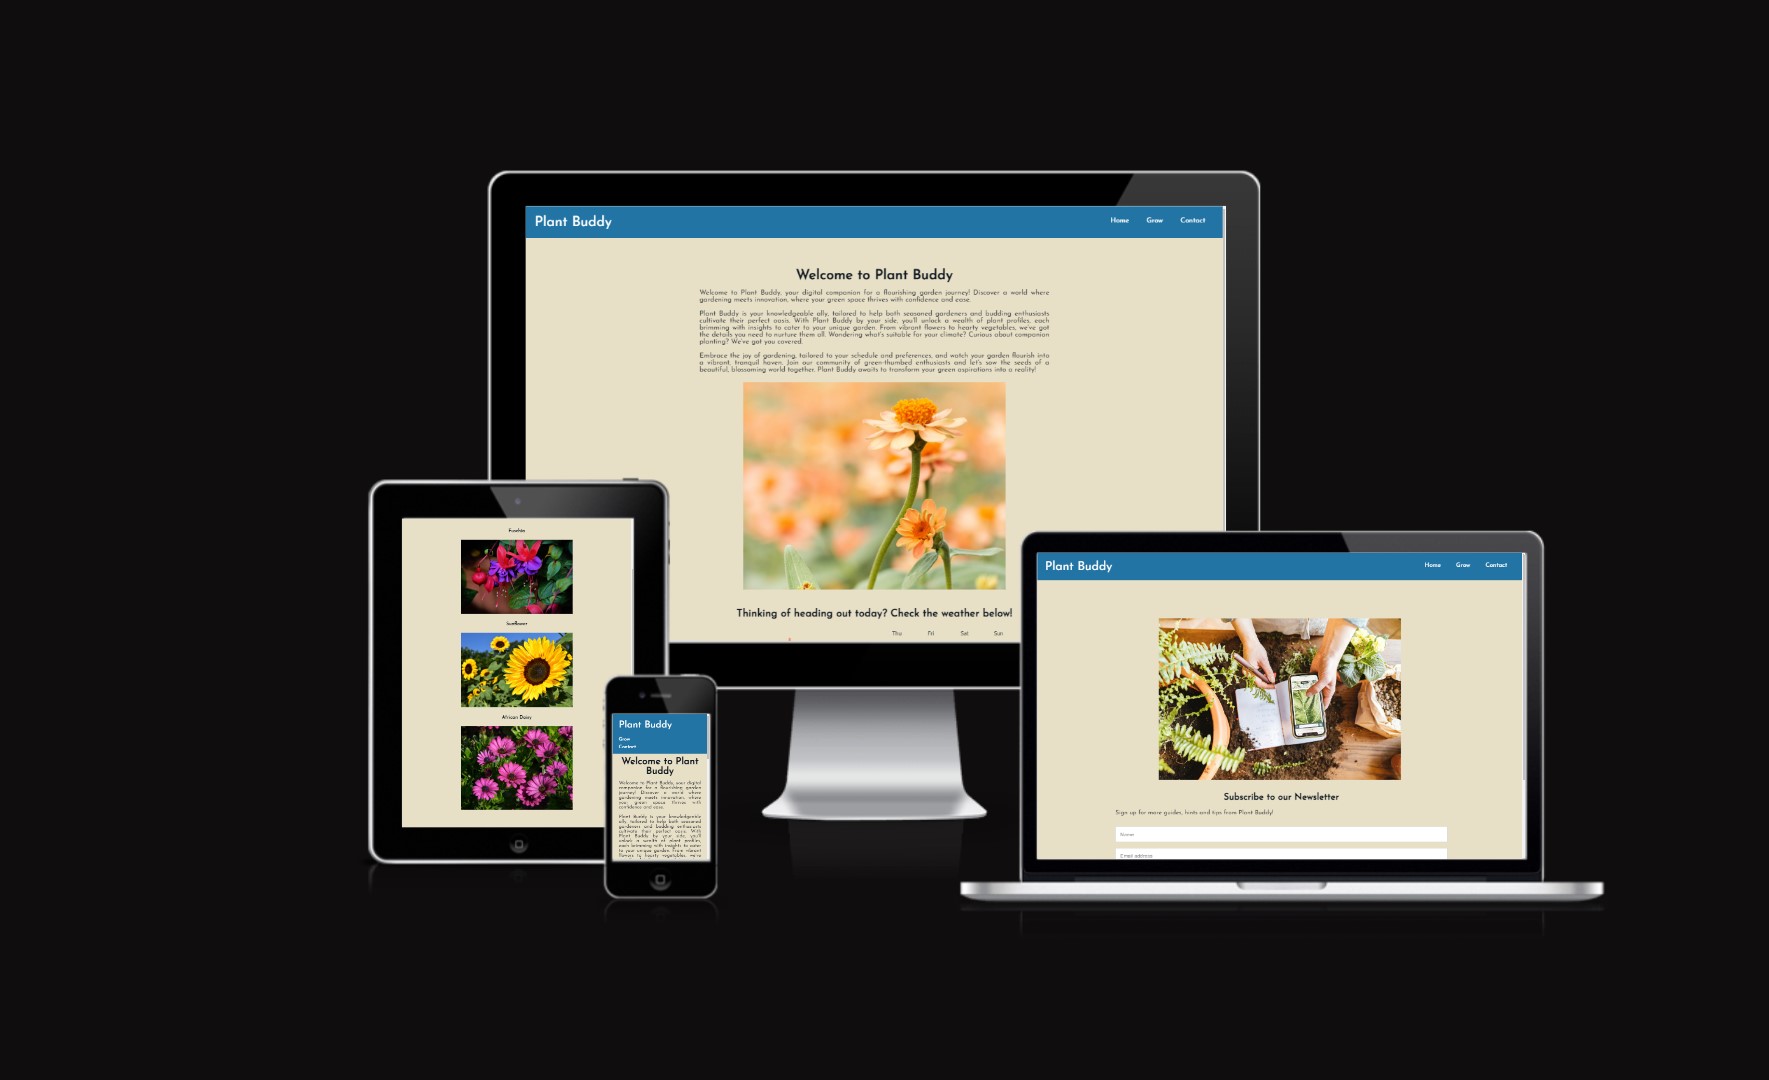 Plant Buddy
Home Grow Contact
Welcome to Plant Buddy
Welcome to Plant Buddy, your digital companion for a flourishing garden journey! Discover a world where
gardening meets innovation, where your green space thrives with confidence and ease.
Plant Buddy is your knowledgeable ally, tailored to help both seasoned gardeners and budding enthusiasts
cultivate their perfect oasis. With Plant Buddy by your side, you'll unlock a wealth of plant profiles, each
brimming with insights to cater to your unique garden. From vibrant flowers to hearty vegetables, we've got
the details you need to nurture them all. Wondering what's suitable for your climate? Curious about companion
planting? We've got you covered.
Embrace the joy of gardening, tailored to your schedule and preferences, and watch your garden flourish into
a vibrant, tranquil haven. Join our community of green-thumbed enthusiasts and let's sow the seeds of a
beautiful, blossoming world together. Plant Buddy awaits to transform your green aspirations into a reality!
Thinking of heading out today? Check the weather below!
Thu Fri Sat Sun
Fuschia
Sunflower
African Daisy
Plant Buddy
Grow
Contact
Welcome to Plant
Buddy
Welcome to Plant Buddy, your digital
companion for a flourishing garden
journey! Discover a world where
gardening meets innovation, where
your green space thrives with
confidence and ease.
Plant Buddy is your knowledgeable
ally, tailored to help both seasoned
gardeners and budding enthusiasts
cultivate their perfect oasis. With
Plant Buddy by your side, you'll
unlock a wealth of plant profiles,
each brimming with insights to cater
to your unique garden. From vibrant
flowers to hearty vegetables, we've
Plant Buddy
Home Grow Contact
Subscribe to our Newsletter
Sign up for more guides, hints and tips from Plant Buddy!
Name
Email address